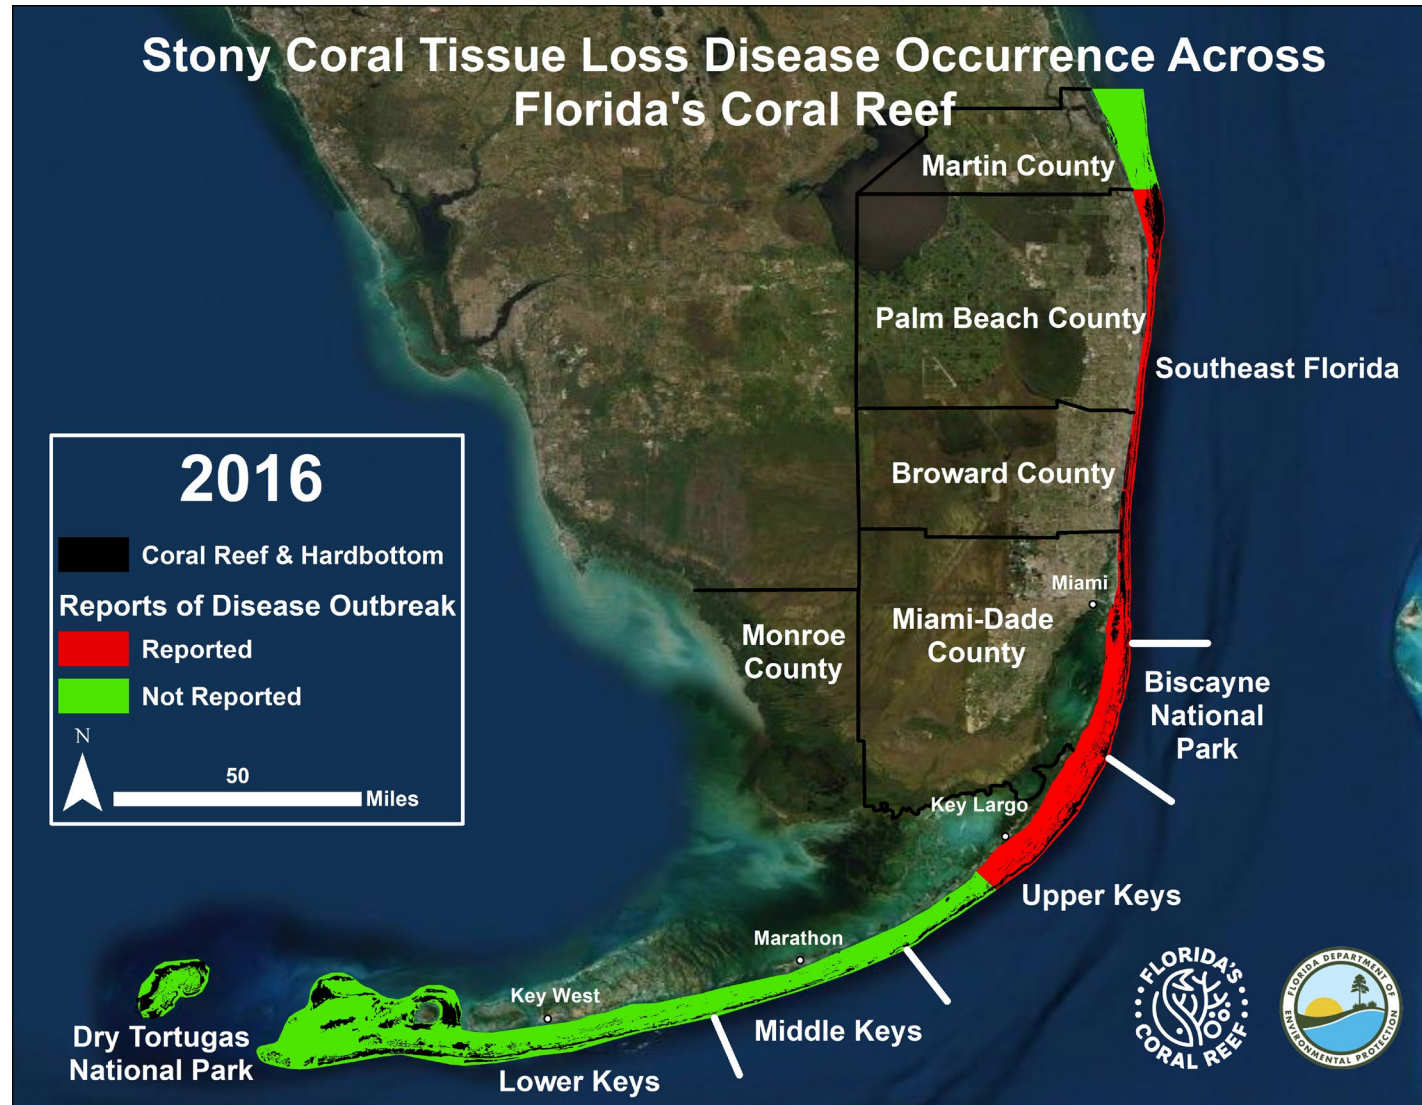 Stony Coral Tissue Loss Disease Occurrence Across
Florida's Coral Reef
Martin County
Palm Beach County
Southeast Florida
Broward County
2016
Coral Reef & Hardbottom
Reports of Disease Outbreak
Reported
Not Reported
N
50
Miles
Miami
Miami-Dade
County
Monroe
County
Biscayne
National
Park
Key Largo
Upper Keys
Marathon
Key West
Middle Keys
Lower Keys
Dry Tortugas
National Park
FLORIDA'S
CORAL REEF
FLORIDA DEPARTMENT OF
ENVIRONMENTAL PROTECTION